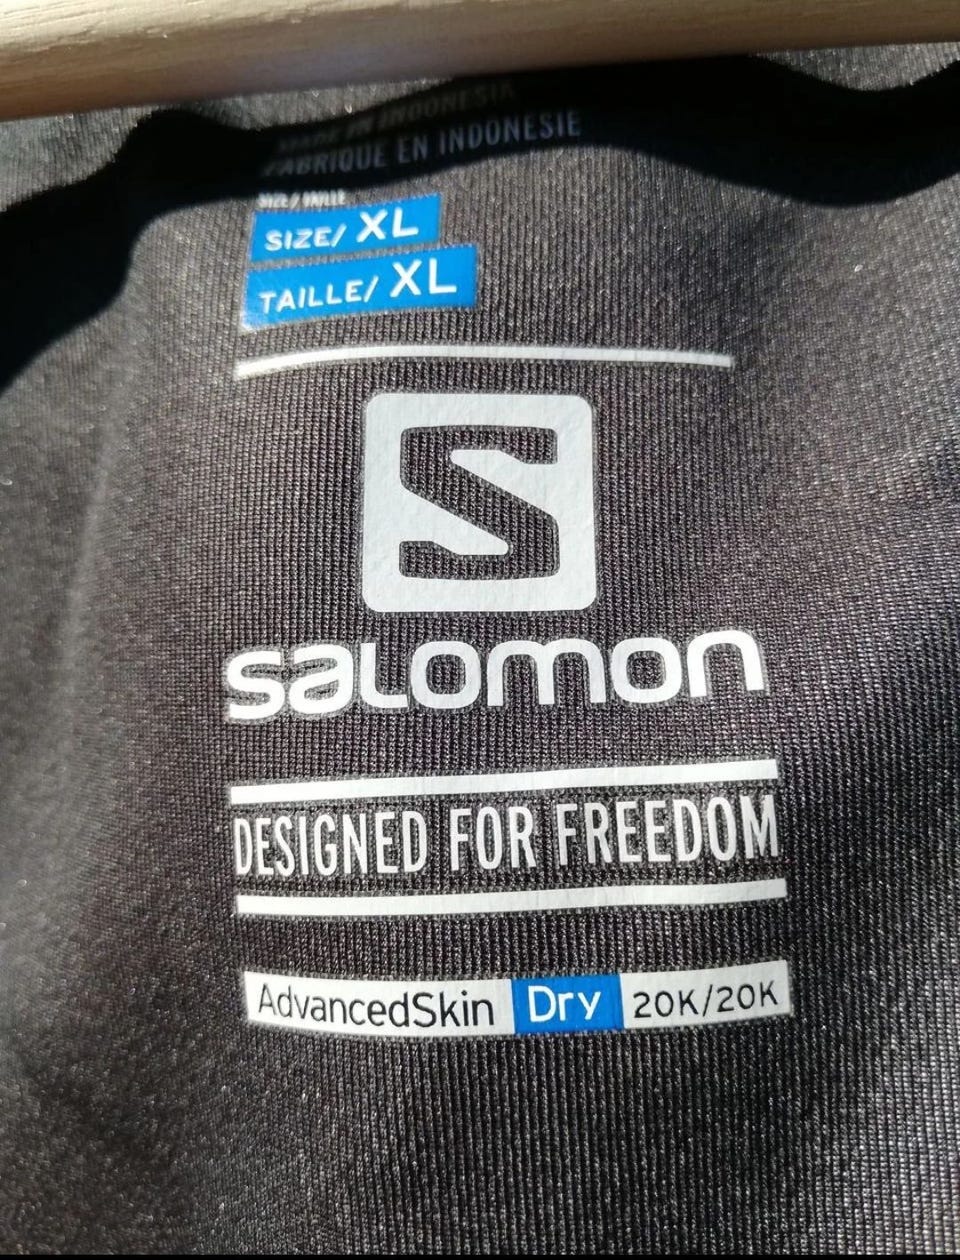 MADE IN INDONESIA
FABRIQUE EN INDONESIE
SIZE/TAILLE
SIZE/ XL
TAILLE/ XL
S
salomon
DESIGNED FOR FREEDOM
AdvancedSkin Dry 20K/20K